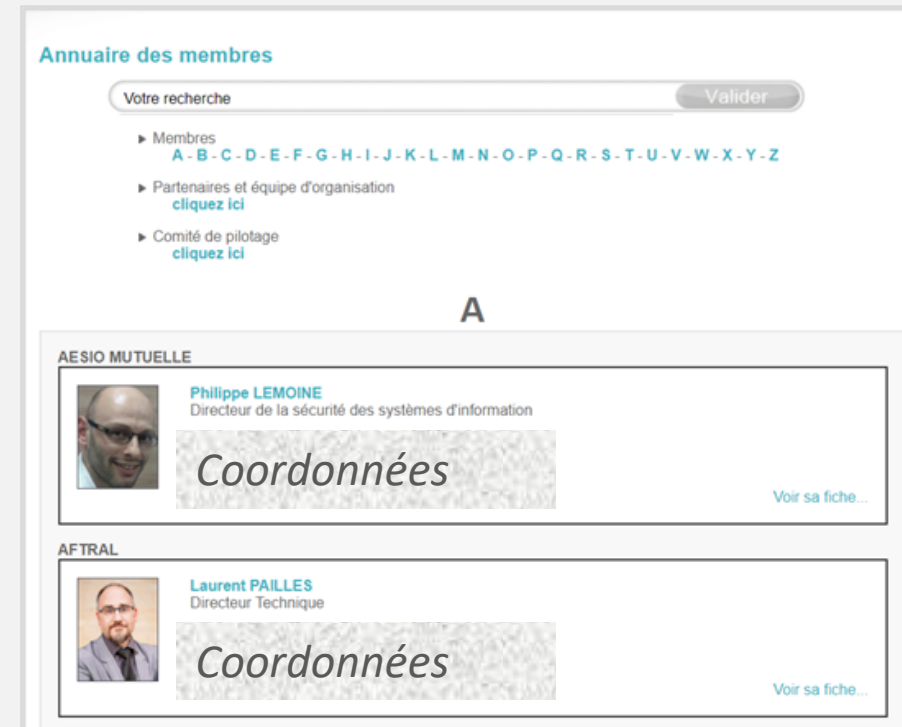 Annuaire des membres
Votre recherche
Valider
Membres
A - B - C - D - E - F - G - H - I - J - K - L - M - N - O - P - Q - R - S - T - U - V - W - X - Y - Z
Partenaires et équipe d'organisation
cliquez ici
Comité de pilotage
cliquez ici
A
AESIO MUTUELLE
Philippe LEMOINE
Directeur de la sécurité des systèmes d'information
Coordonnées
Voir sa fiche...
AFTRAL
Laurent PAILLES
Directeur Technique
Coordonnées
Voir sa fiche...